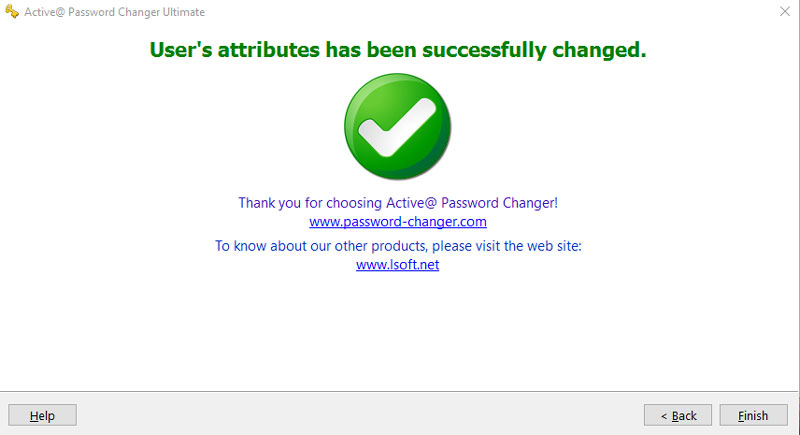 Active@ Password Changer Ultimate
User's attributes has been successfully changed.
Thank you for choosing Active@ Password Changer!
www.password-changer.com
To know about our other products, please visit the web site:
www.lsoft.net
Help
< Back
Finish